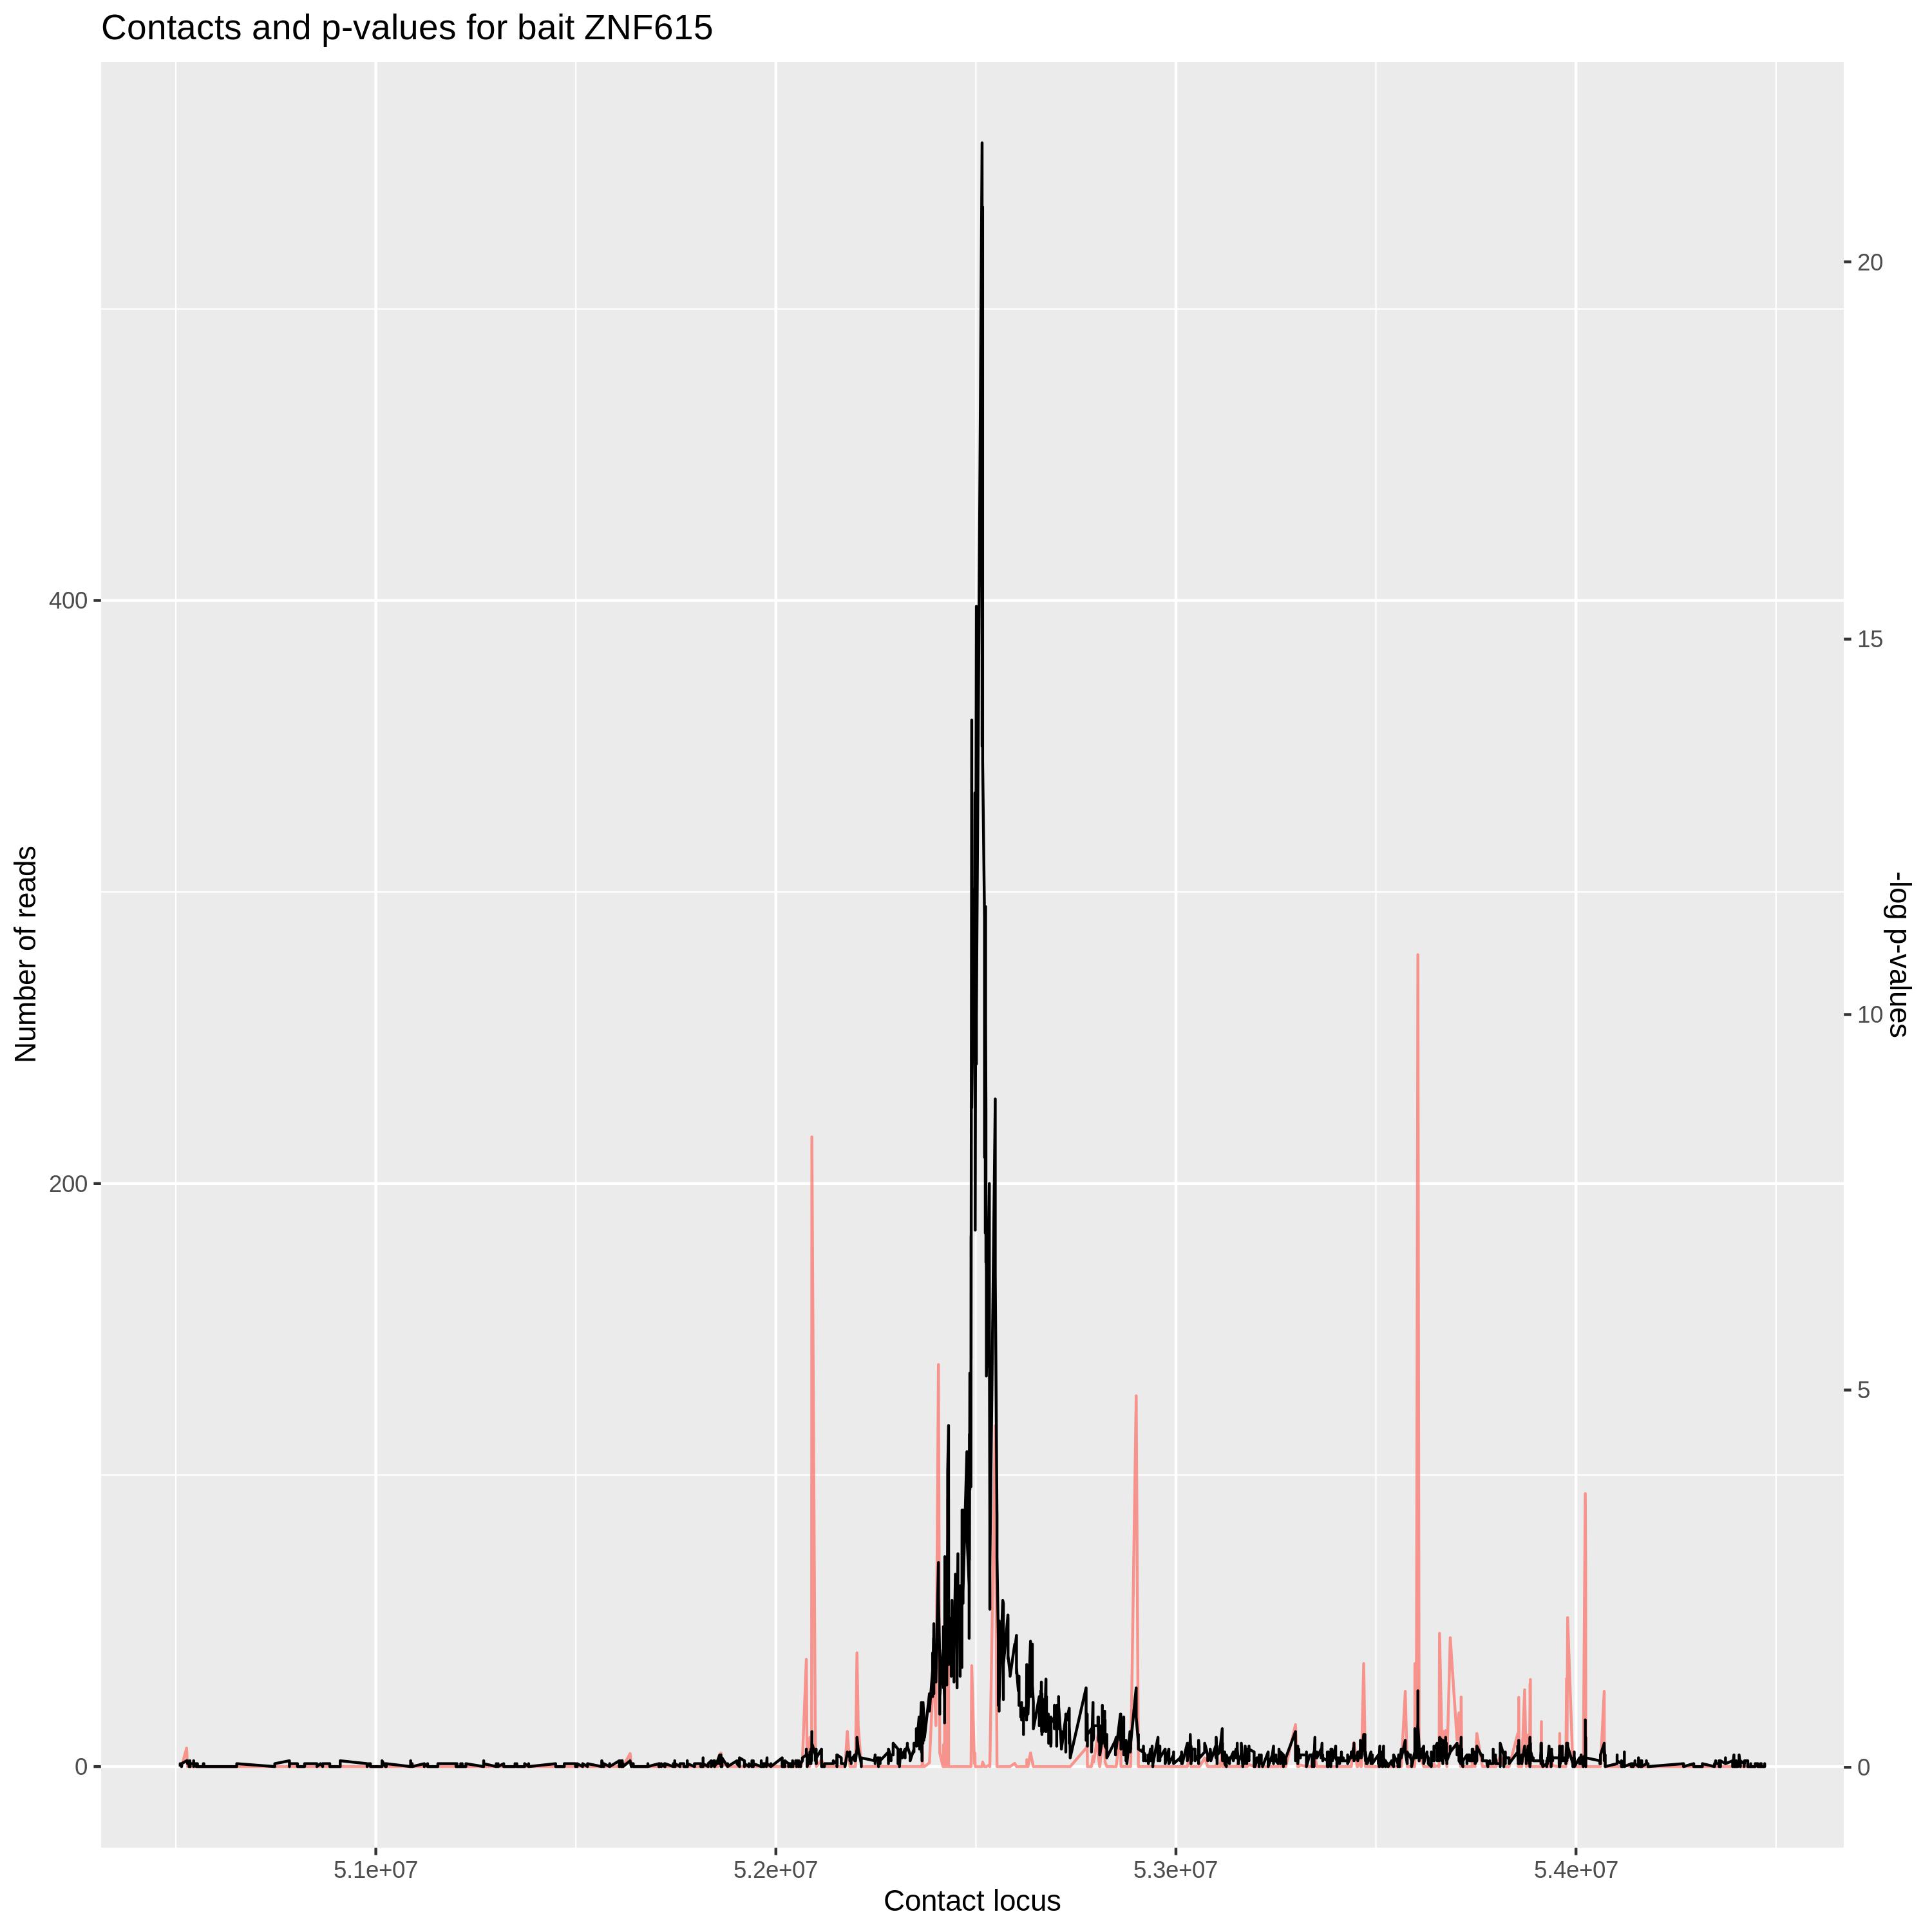 Contacts and p-values for bait ZNF615
Number of reads
400
200
0
20
15
10
5
0
-log p-values
5.1e+07
5.2e+07
5.3e+07
5.4e+07
Contact locus